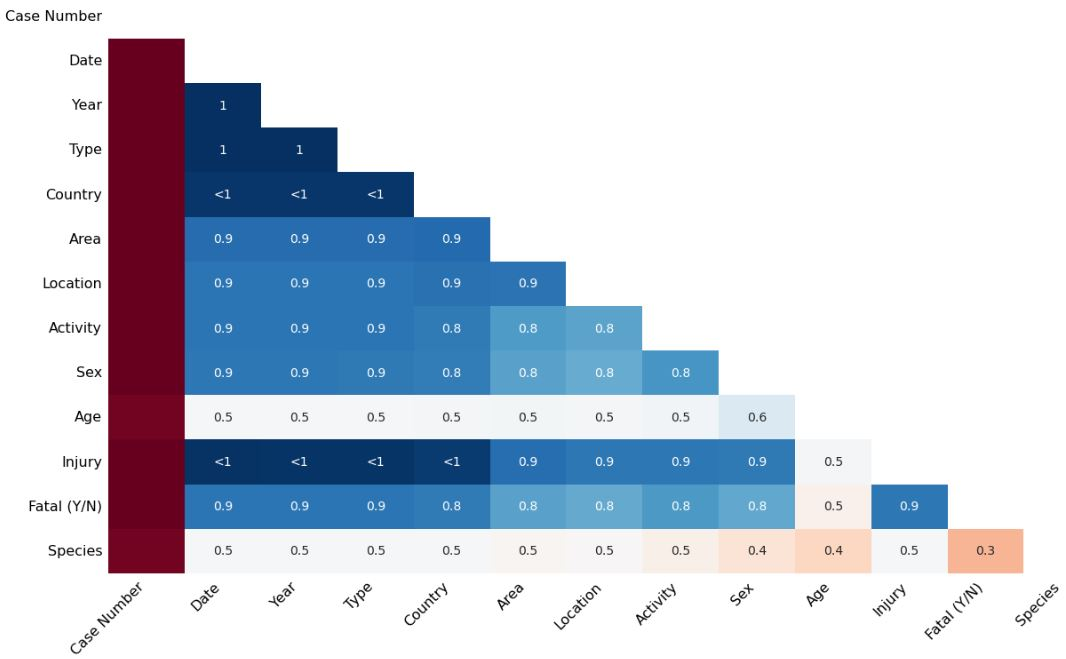 Case Number
Date
Year 1
Type 1 1
Country <1 <1 <1
Area 0.9 0.9 0.9 0.9
Location 0.9 0.9 0.9 0.9 0.9
Activity 0.9 0.9 0.9 0.8 0.8 0.8
Sex 0.9 0.9 0.9 0.8 0.8 0.8 0.8
Age 0.5 0.5 0.5 0.5 0.5 0.5 0.5 0.6
Injury <1 <1 <1 <1 0.9 0.9 0.9 0.9 0.5
Fatal (Y/N) 0.9 0.9 0.9 0.8 0.8 0.8 0.8 0.8 0.5 0.9
Species 0.5 0.5 0.5 0.5 0.5 0.5 0.5 0.4 0.4 0.5 0.3
Case Number Date Year Type Country Area Location Activity Sex Age Injury Fatal (Y/N) Species